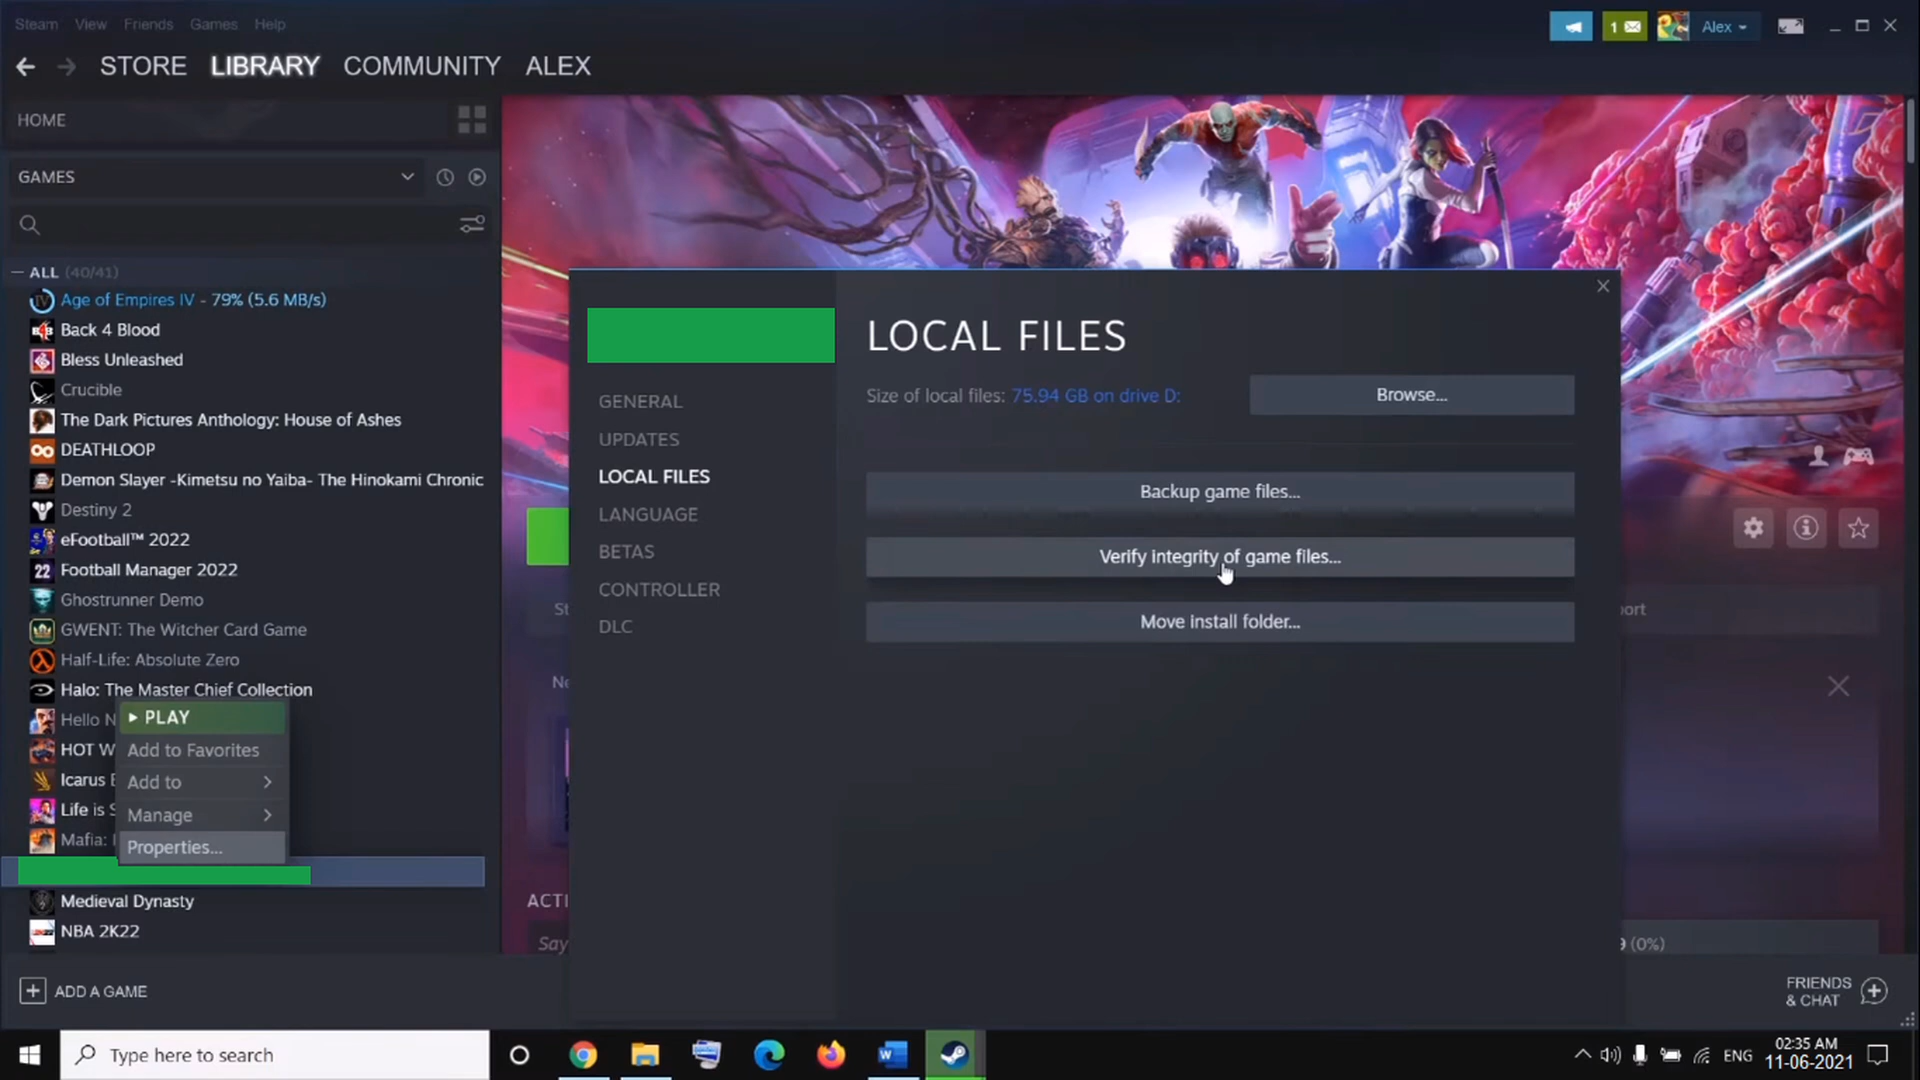 Steam View Friends Games Help
1
Alex
STORE LIBRARY COMMUNITY ALEX
HOME
GAMES
ALL (40/41)
Age of Empires IV - 79% (5.6 MB/s)
Back 4 Blood
Bless Unleashed
Crucible
The Dark Pictures Anthology: House of Ashes
DEATHLOOP
Demon Slayer -Kimetsu no Yaiba- The Hinokami Chronic
Destiny 2
eFootball™ 2022
Football Manager 2022
Ghostrunner Demo
GWENT: The Witcher Card Game
Half-Life: Absolute Zero
Halo: The Master Chief Collection
Hello N
HOT W
Icarus B
Life is S
Mafia:
Medieval Dynasty
NBA 2K22
PLAY
Add to Favorites
Add to
Manage
Properties...
ADD A GAME
GENERAL
UPDATES
LOCAL FILES
LANGUAGE
BETAS
CONTROLLER
DLC
LOCAL FILES
Size of local files: 75.94 GB on drive D:
Browse...
Backup game files...
Verify integrity of game files...
Move install folder...
St
Ne
ACTI
Say
port
9 (0%)
FRIENDS
& CHAT
Type here to search
ENG
02:35 AM
11-06-2021